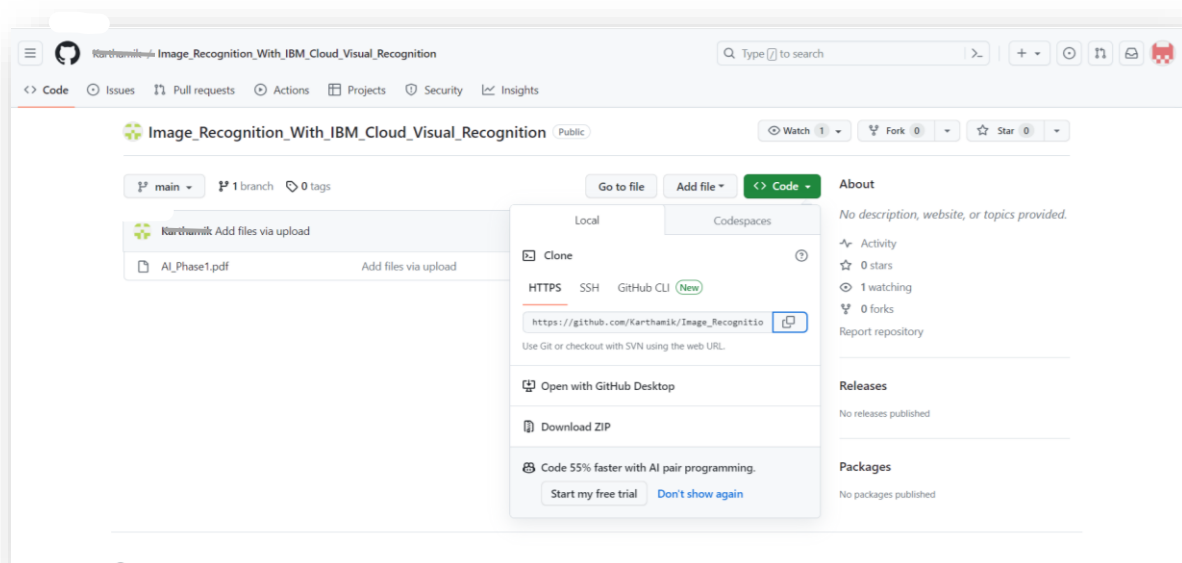 Karthamik / Image_Recognition_With_IBM_Cloud_Visual_Recognition
Type / to search
Code Issues Pull requests Actions Projects Security Insights
Image_Recognition_With_IBM_Cloud_Visual_Recognition Public
Watch 1 Fork 0 Star 0
main 1 branch 0 tags Go to file Add file Code
Karthamik Add files via upload
AI_Phase1.pdf Add files via upload
Local Codespaces
Clone
HTTPS SSH GitHub CLI New
https://github.com/Karthamik/Image_Recognitio
Use Git or checkout with SVN using the web URL.
Open with GitHub Desktop
Download ZIP
Code 55% faster with AI pair programming.
Start my free trial Don't show again
About
No description, website, or topics provided.
Activity
0 stars
1 watching
0 forks
Report repository
Releases
No releases published
Packages
No packages published